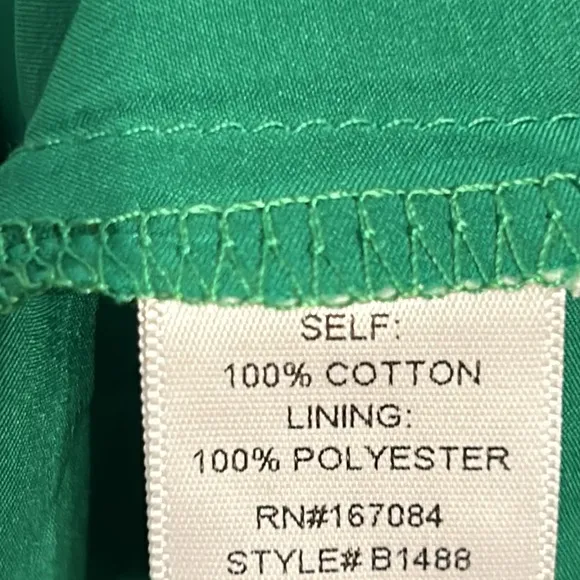 SELF:
100% COTTON
LINING:
100% POLYESTER
RN#167084
STYLE# B1488